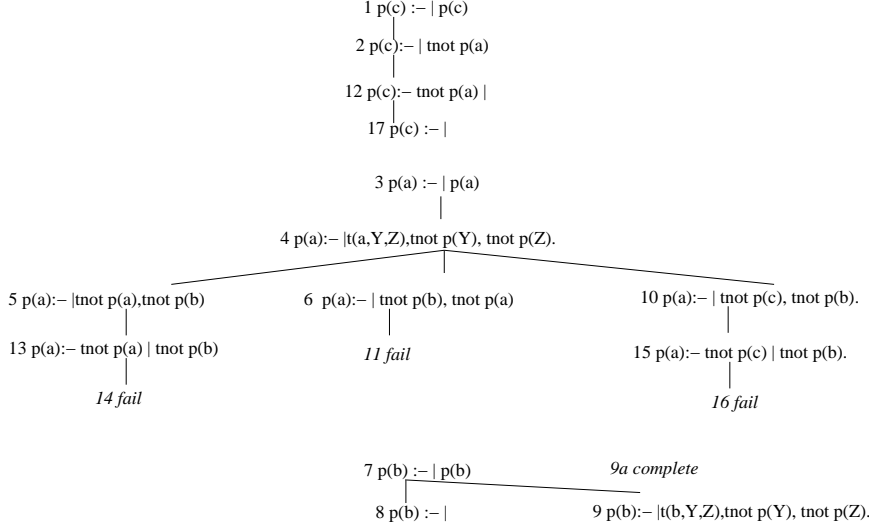 1 p(c) :– | p(c)
2 p(c):– | tnot p(a)
12 p(c):– tnot p(a) |
17 p(c) :– |
3 p(a) :– | p(a)
4 p(a):– |t(a,Y,Z),tnot p(Y), tnot p(Z).
5 p(a):– |tnot p(a),tnot p(b)
6 p(a):– | tnot p(b), tnot p(a)
10 p(a):– | tnot p(c), tnot p(b).
13 p(a):– tnot p(a) | tnot p(b)
11 fail
15 p(a):– tnot p(c) | tnot p(b).
14 fail
16 fail
7 p(b) :– | p(b)
9a complete
8 p(b) :– |
9 p(b):– |t(b,Y,Z),tnot p(Y), tnot p(Z).